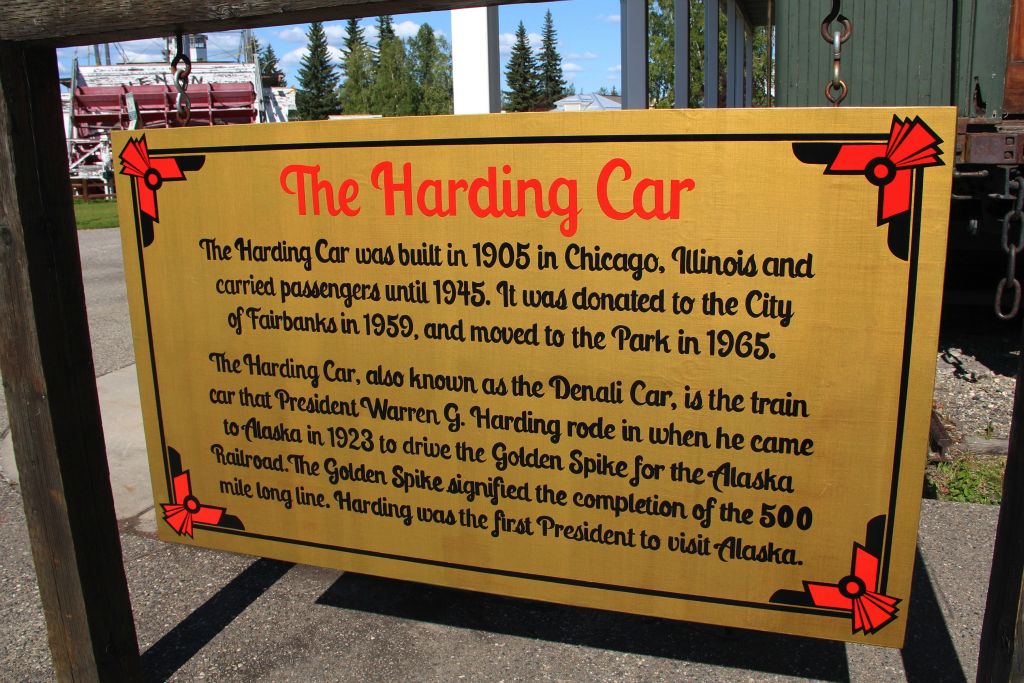 The Harding Car
The Harding Car was built in 1905 in Chicago, Illinois and
carried passengers until 1945. It was donated to the City
of Fairbanks in 1959, and moved to the Park in 1965.
The Harding Car, also known as the Denali Car, is the train
car that President Warren G. Harding rode in when he came
to Alaska in 1923 to drive the Golden Spike for the Alaska
Railroad. The Golden Spike signified the completion of the 500
mile long line. Harding was the first President to visit Alaska.